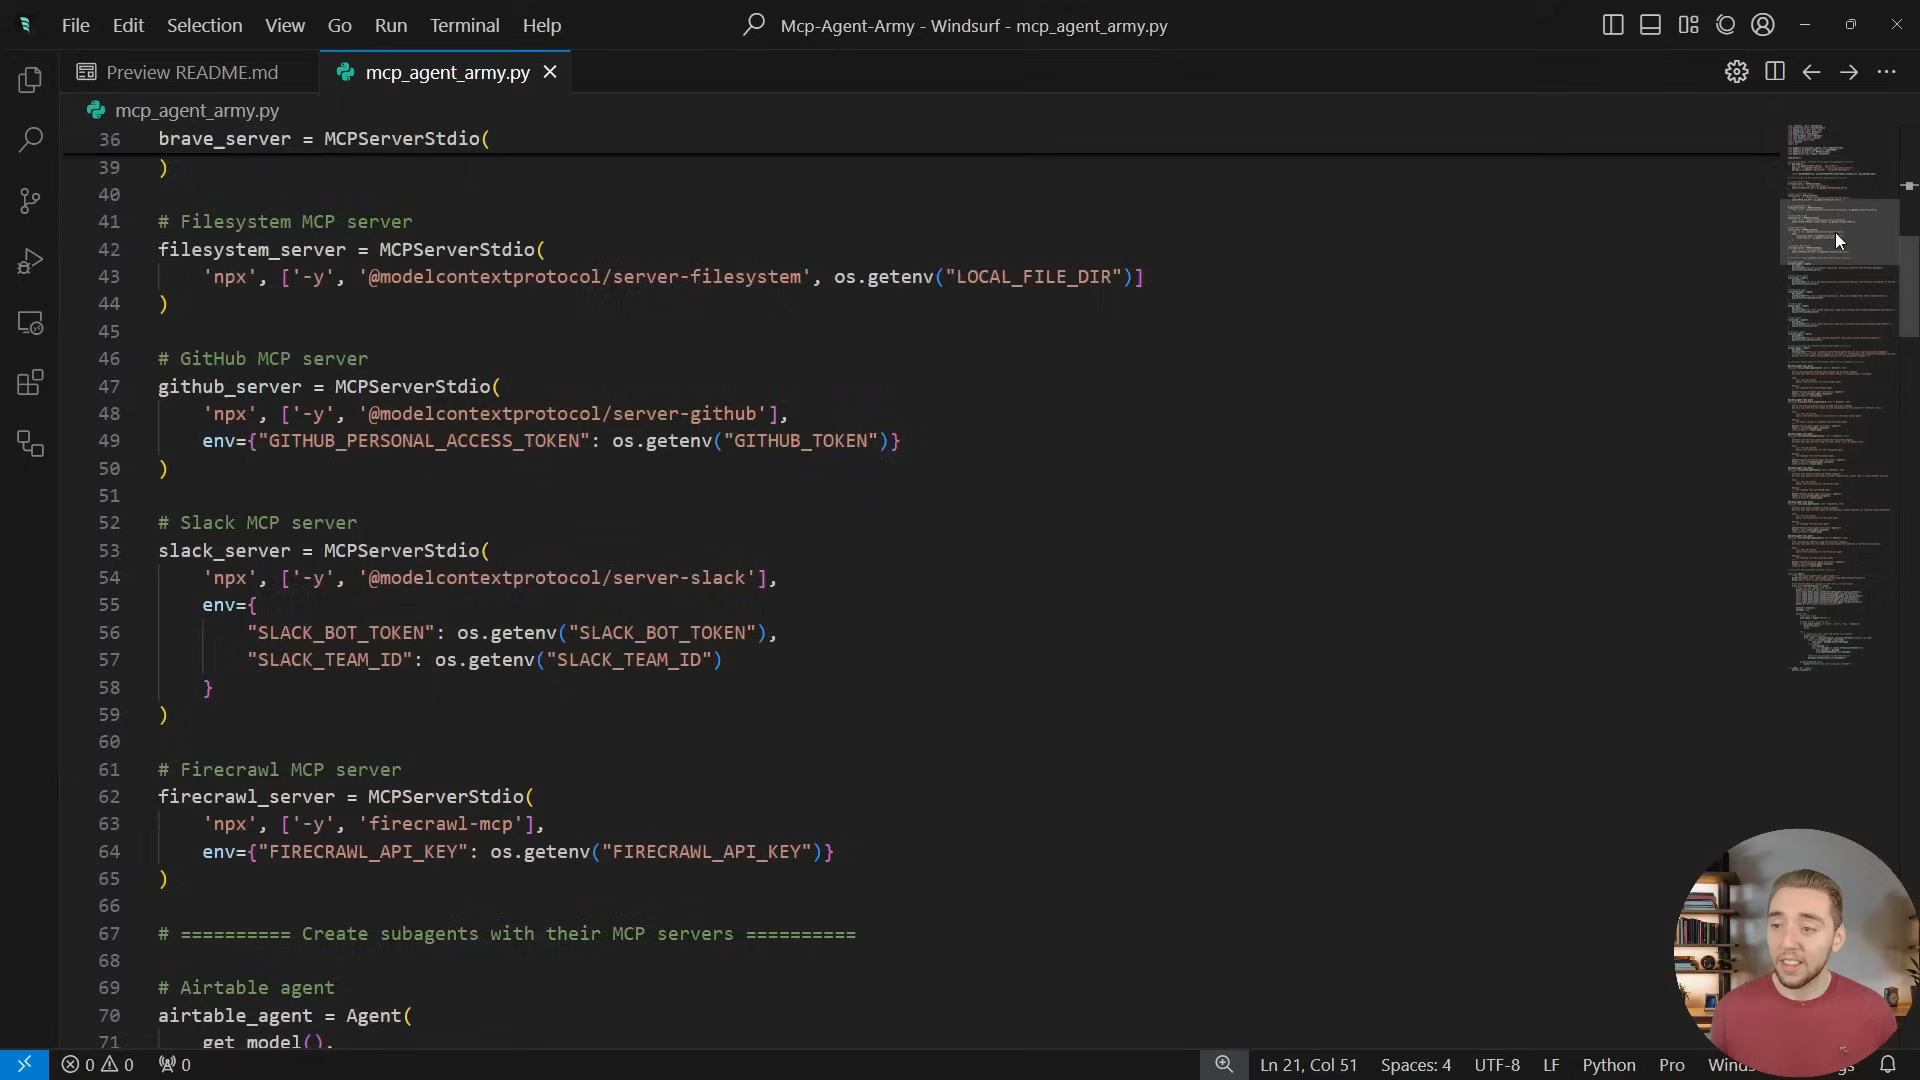 File Edit Selection View Go Run Terminal Help
Mcp-Agent-Army - Windsurf - mcp_agent_army.py
Preview README.md
mcp_agent_army.py
mcp_agent_army.py
36 brave_server = MCPServerStdio(
39 )
40
41 # Filesystem MCP server
42 filesystem_server = MCPServerStdio(
43 'npx', ['-y', '@modelcontextprotocol/server-filesystem', os.getenv("LOCAL_FILE_DIR")]
44 )
45
46 # GitHub MCP server
47 github_server = MCPServerStdio(
48 'npx', ['-y', '@modelcontextprotocol/server-github'],
49 env={"GITHUB_PERSONAL_ACCESS_TOKEN": os.getenv("GITHUB_TOKEN")}
50 )
51
52 # Slack MCP server
53 slack_server = MCPServerStdio(
54 'npx', ['-y', '@modelcontextprotocol/server-slack'],
55 env={
56 "SLACK_BOT_TOKEN": os.getenv("SLACK_BOT_TOKEN"),
57 "SLACK_TEAM_ID": os.getenv("SLACK_TEAM_ID")
58 }
59 )
60
61 # Firecrawl MCP server
62 firecrawl_server = MCPServerStdio(
63 'npx', ['-y', 'firecrawl-mcp'],
64 env={"FIRECRAWL_API_KEY": os.getenv("FIRECRAWL_API_KEY")}
65 )
66
67 # ========== Create subagents with their MCP servers ==========
68
69 # Airtable agent
70 airtable_agent = Agent(
71 get_model(),
0 0 0 Ln 21, Col 51 Spaces: 4 UTF-8 LF Python Pro